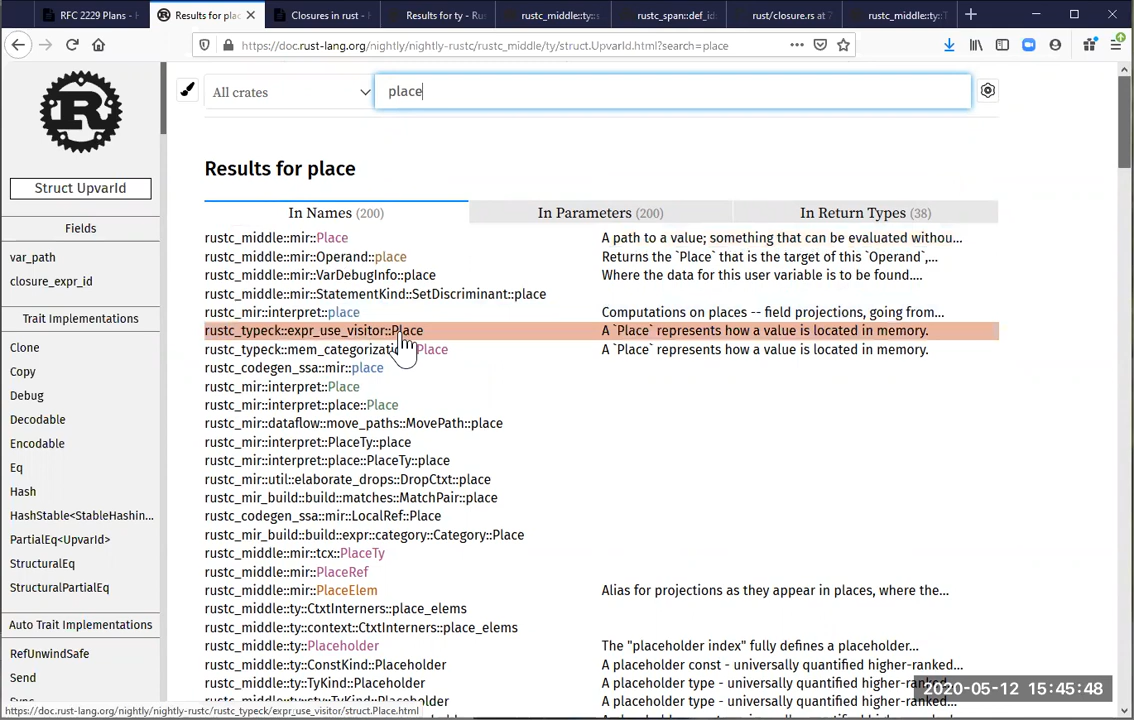 RFC 2229 Plans - H
Results for plac
Closures in rust - H
Results for ty - Rus
rustc_middle::ty::s
rustc_span::def_id:
rust/closure.rs at 7
rustc_middle::ty::T
https://doc.rust-lang.org/nightly/nightly-rustc/rustc_middle/ty/struct.UpvarId.html?search=place
All crates
place
Struct UpvarId
Fields
var_path
closure_expr_id
Trait Implementations
Clone
Copy
Debug
Decodable
Encodable
Eq
Hash
HashStable<StableHashin...
PartialEq<UpvarId>
StructuralEq
StructuralPartialEq
Auto Trait Implementations
RefUnwindSafe
Send
Results for place
In Names (200) In Parameters (200) In Return Types (38)
rustc_middle::mir::Place A path to a value; something that can be evaluated withou...
rustc_middle::mir::Operand::place Returns the `Place` that is the target of this `Operand`,...
rustc_middle::mir::VarDebugInfo::place Where the data for this user variable is to be found....
rustc_middle::mir::StatementKind::SetDiscriminant::place
rustc_mir::interpret::place Computations on places -- field projections, going from...
rustc_typeck::expr_use_visitor::Place A `Place` represents how a value is located in memory.
rustc_typeck::mem_categorizati Place A `Place` represents how a value is located in memory.
rustc_codegen_ssa::mir::place
rustc_mir::interpret::Place
rustc_mir::interpret::place::Place
rustc_mir::dataflow::move_paths::MovePath::place
rustc_mir::interpret::PlaceTy::place
rustc_mir::interpret::place::PlaceTy::place
rustc_mir::util::elaborate_drops::DropCtxt::place
rustc_mir_build::build::matches::MatchPair::place
rustc_codegen_ssa::mir::LocalRef::Place
rustc_mir_build::build::expr::category::Category::Place
rustc_middle::mir::tcx::PlaceTy
rustc_middle::mir::PlaceRef
rustc_middle::mir::PlaceElem Alias for projections as they appear in places, where the...
rustc_middle::ty::CtxtInterners::place_elems
rustc_middle::ty::context::CtxtInterners::place_elems
rustc_middle::ty::Placeholder The "placeholder index" fully defines a placeholder...
rustc_middle::ty::ConstKind::Placeholder A placeholder const - universally quantified higher-ranked...
rustc_middle::ty::TyKind::Placeholder A placeholder type - universally quantified higher-ranked
A placeholder type - universally quantified higher-ranked
2020-05-12 15:45:48
https://doc.rust-lang.org/nightly/nightly-rustc/rustc_typeck/expr_use_visitor/struct.Place.html